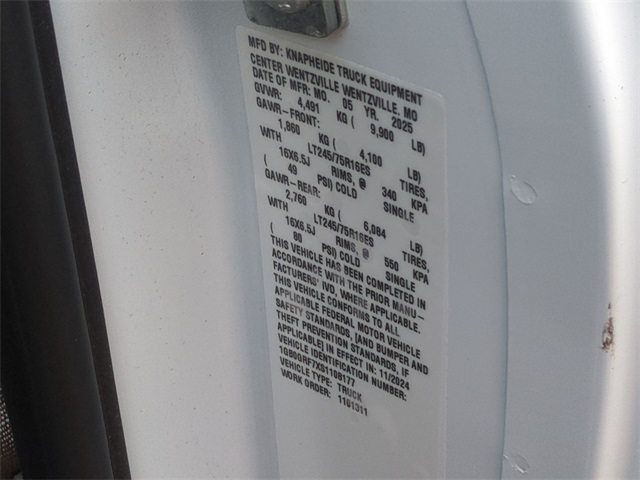 MFD BY: KNAPHEIDE TRUCK EQUIPMENT
CENTER WENTZVILLE WENTZVILLE, MO
DATE OF MFR: MO. 05 YR. 2025
GVWR: 4,491 KG ( 9,900 LB)
GAWR-FRONT:
1,860 KG ( 4,100 LB)
WITH LT245/75R16ES TIRES,
16X6.5J RIMS, @ 340 KPA
( 49 PSI) COLD SINGLE
GAWR-REAR:
2,760 KG ( 6,084 LB)
WITH LT245/75R16ES TIRES,
16X6.5J RIMS, @ 550 KPA
( 80 PSI) COLD SINGLE
THIS VEHICLE HAS BEEN COMPLETED IN
ACCORDANCE WITH THE PRIOR MANU-
FACTURERS' IVD, WHERE APPLICABLE.
THIS VEHICLE CONFORMS TO ALL
APPLICABLE FEDERAL MOTOR VEHICLE
SAFETY STANDARDS, [AND BUMPER AND
THEFT PREVENTION STANDARDS, IF
APPLICABLE] IN EFFECT IN: 11/2024
VEHICLE IDENTIFICATION NUMBER:
VEHICLE TYPE: TRUCK
WORK ORDER: 1101311